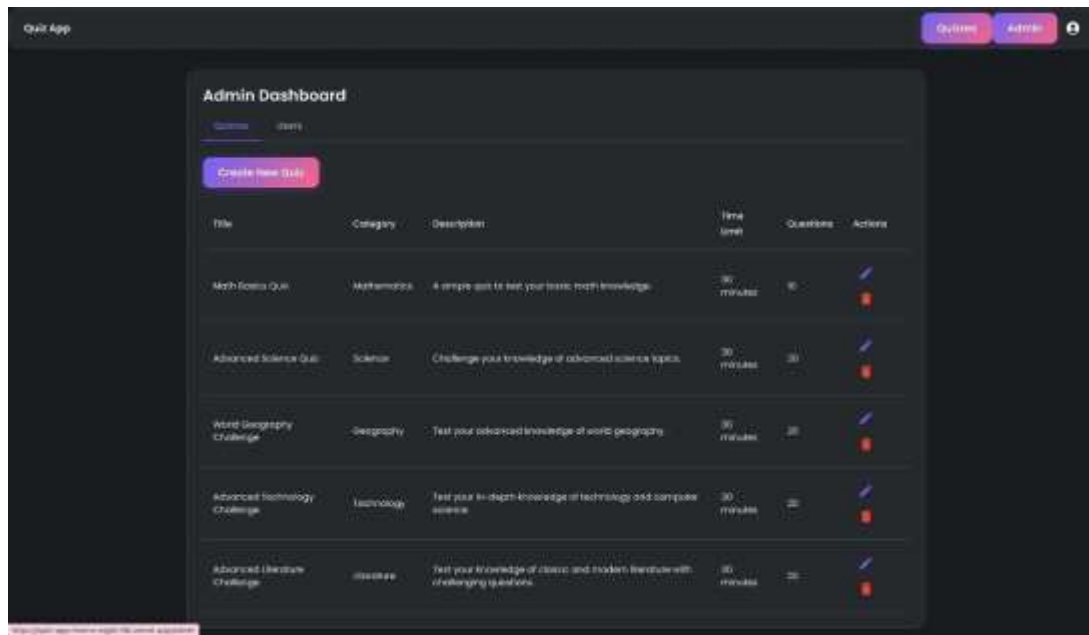 Quiz App
Quizzes
Admin
Admin Dashboard
Quizzes
Users
Create New Quiz
Title
Category
Description
Time
Limit
Questions
Actions
Math Basics Quiz
Mathematics
A simple quiz to test your basic math knowledge.
minutes
10
Advanced Science Quiz
Science
Challenge your knowledge of advanced science topics.
30
minutes
20
World Geography
Challenge
Geography
Test your advanced knowledge of world geography.
minutes
20
Advanced Technology
Challenge
Technology
Test your in-depth knowledge of technology and computer
science.
30
minutes
20
Advanced Literature
Challenge
Literature
Test your knowledge of classic and modern literature with
challenging questions.
minutes
20